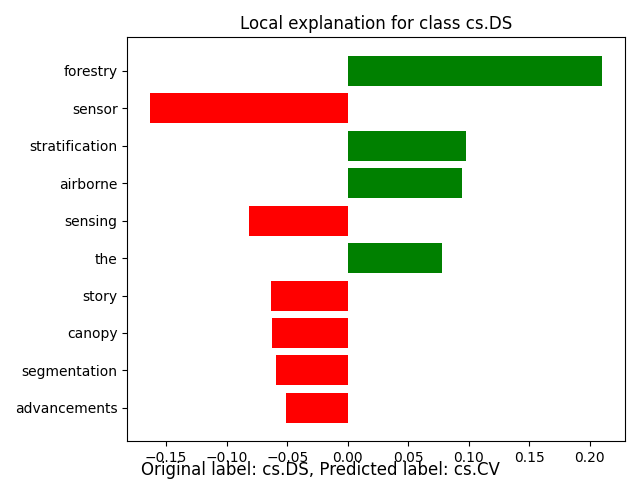 Local explanation for class cs.DS
forestry
sensor
stratification
airborne
sensing
the
story
canopy
segmentation
advancements
−0.15 −0.10 −0.05 0.00 0.05 0.10 0.15 0.20
Original label: cs.DS, Predicted label: cs.CV